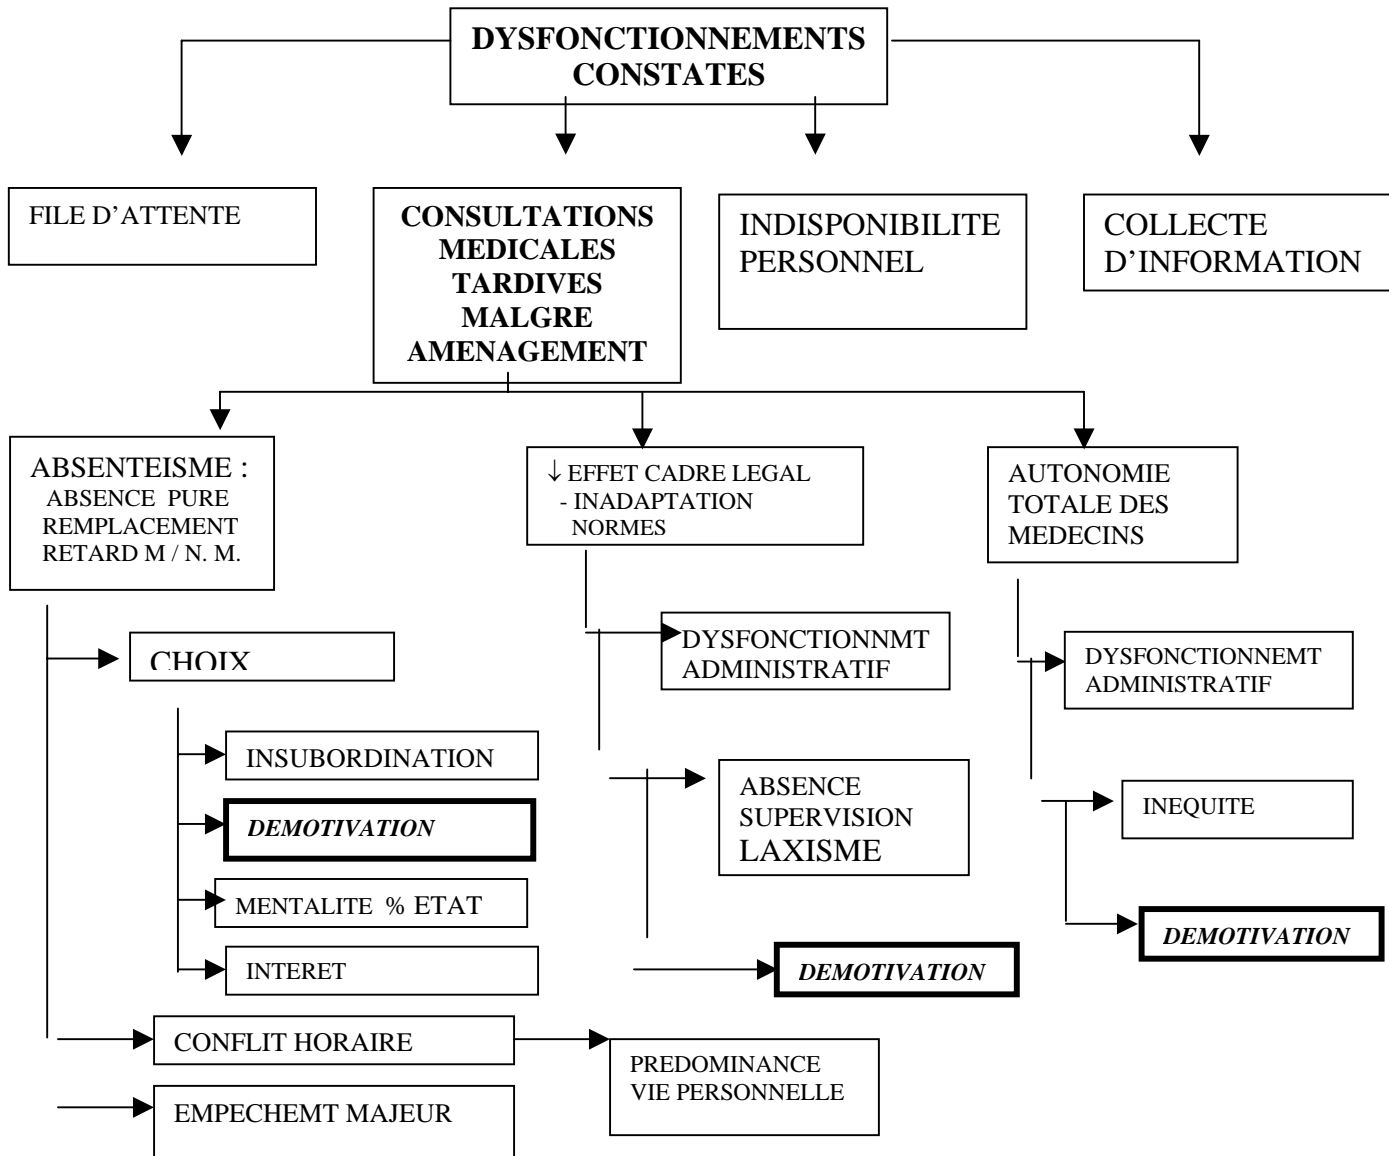 DYSFONCTIONNEMENTS
CONSTATES
FILE D’ATTENTE
CONSULTATIONS
MEDICALES
TARDIVES
MALGRE
AMENAGEMENT
INDISPONIBILITE
PERSONNEL
COLLECTE
D’INFORMATION
ABSENTEISME :
ABSENCE PURE
REMPLACEMENT
RETARD M / N. M.
↓ EFFET CADRE LEGAL
- INADAPTATION
NORMES
AUTONOMIE
TOTALE DES
MEDECINS
CHOIX
INSUBORDINATION
DEMOTIVATION
MENTALITE % ETAT
INTERET
CONFLIT HORAIRE
PREDOMINANCE
VIE PERSONNELLE
EMPECHEMT MAJEUR
DYSFONCTIONNMT
ADMINISTRATIF
ABSENCE
SUPERVISION
LAXISME
DEMOTIVATION
DYSFONCTIONNEMT
ADMINISTRATIF
INEQUITE
DEMOTIVATION